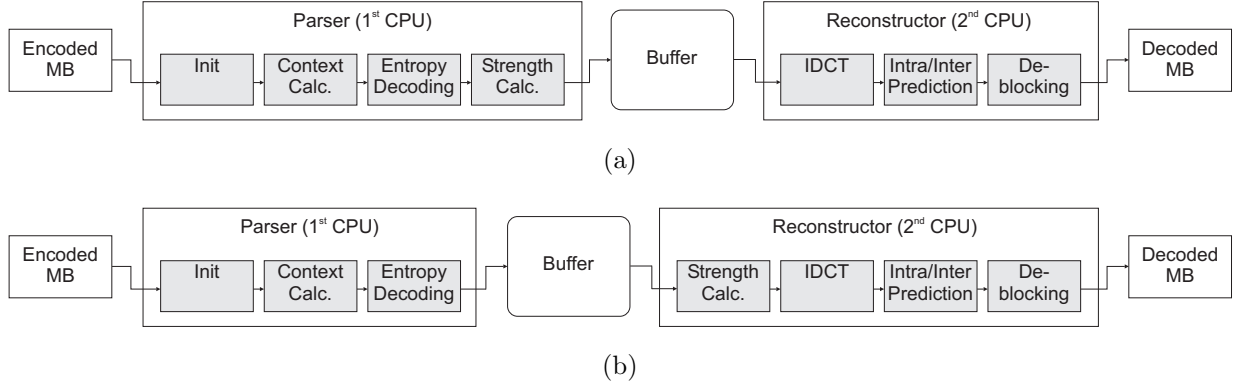 Parser (1st CPU)
Reconstructor (2nd CPU)
Encoded
MB
Init
Context
Calc.
Entropy
Decoding
Strength
Calc.
Buffer
IDCT
Intra/Inter
Prediction
De-
blocking
Decoded
MB
(a)
Parser (1st CPU)
Reconstructor (2nd CPU)
Encoded
MB
Init
Context
Calc.
Entropy
Decoding
Buffer
Strength
Calc.
IDCT
Intra/Inter
Prediction
De-
blocking
Decoded
MB
(b)